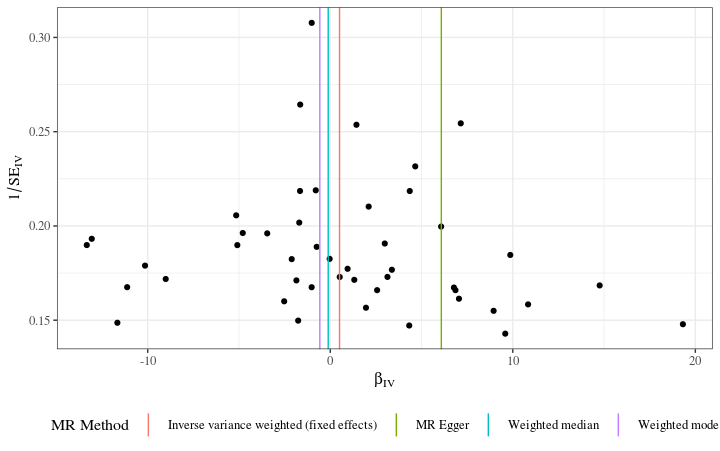 0.30
0.25
0.20
0.15
1/SE_IV
-10 0 10 20
β_IV
MR Method Inverse variance weighted (fixed effects) MR Egger Weighted median Weighted mode